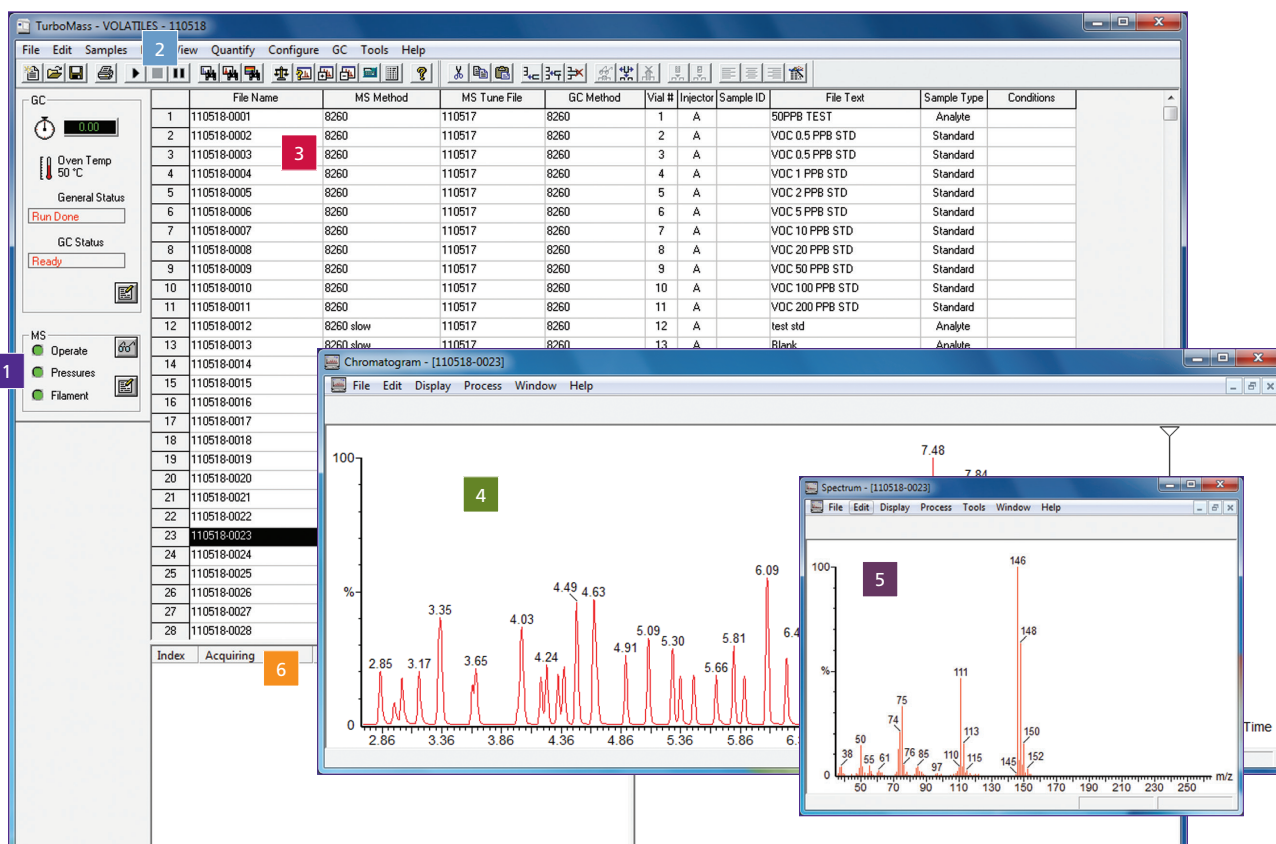 TurboMass - VOLATILES - 110518
File Edit Samples View Quantify Configure GC Tools Help
2
GC
0.00
Oven Temp
50 °C
General Status
Run Done
GC Status
Ready
MS
Operate
Pressures
Filament
1
File Name MS Method MS Tune File GC Method Vial # Injector Sample ID File Text Sample Type Conditions
1 110518-0001 8260 110517 8260 1 A 50PPB TEST Analyte
2 110518-0002 8260 110517 8260 2 A VOC 0.5 PPB STD Standard
3 110518-0003 8260 110517 8260 3 A VOC 0.5 PPB STD Standard
4 110518-0004 8260 110517 8260 4 A VOC 1 PPB STD Standard
5 110518-0005 8260 110517 8260 5 A VOC 2 PPB STD Standard
6 110518-0006 8260 110517 8260 6 A VOC 5 PPB STD Standard
7 110518-0007 8260 110517 8260 7 A VOC 10 PPB STD Standard
8 110518-0008 8260 110517 8260 8 A VOC 20 PPB STD Standard
9 110518-0009 8260 110517 8260 9 A VOC 50 PPB STD Standard
10 110518-0010 8260 110517 8260 10 A VOC 100 PPB STD Standard
11 110518-0011 8260 110517 8260 11 A VOC 200 PPB STD Standard
12 110518-0012 8260 slow 110517 8260 12 A test std Analyte
13 110518-0013 8260 slow 110517 8260 13 A Blank Analyte
14 110518-0014
15 110518-0015
16 110518-0016
17 110518-0017
18 110518-0018
19 110518-0019
20 110518-0020
21 110518-0021
22 110518-0022
23 110518-0023
24 110518-0024
25 110518-0025
26 110518-0026
27 110518-0027
28 110518-0028
3
Index Acquiring
6
Chromatogram - [110518-0023]
File Edit Display Process Window Help
4
100
%
0
7.48
7.84
6.09
4.49 4.63
3.35
4.03
5.09
5.30
5.81
6.4
2.85 3.17
3.65
4.24
4.91
5.66
2.86 3.36 3.86 4.36 4.86 5.36 5.86 6.3
Time
Spectrum - [110518-0023]
File Edit Display Process Tools Window Help
5
100
%
0
146
148
111
75
74
50
113
150
38
55
61
76
85
97
110
115
145
152
50 70 90 110 130 150 170 190 210 230 250
m/z